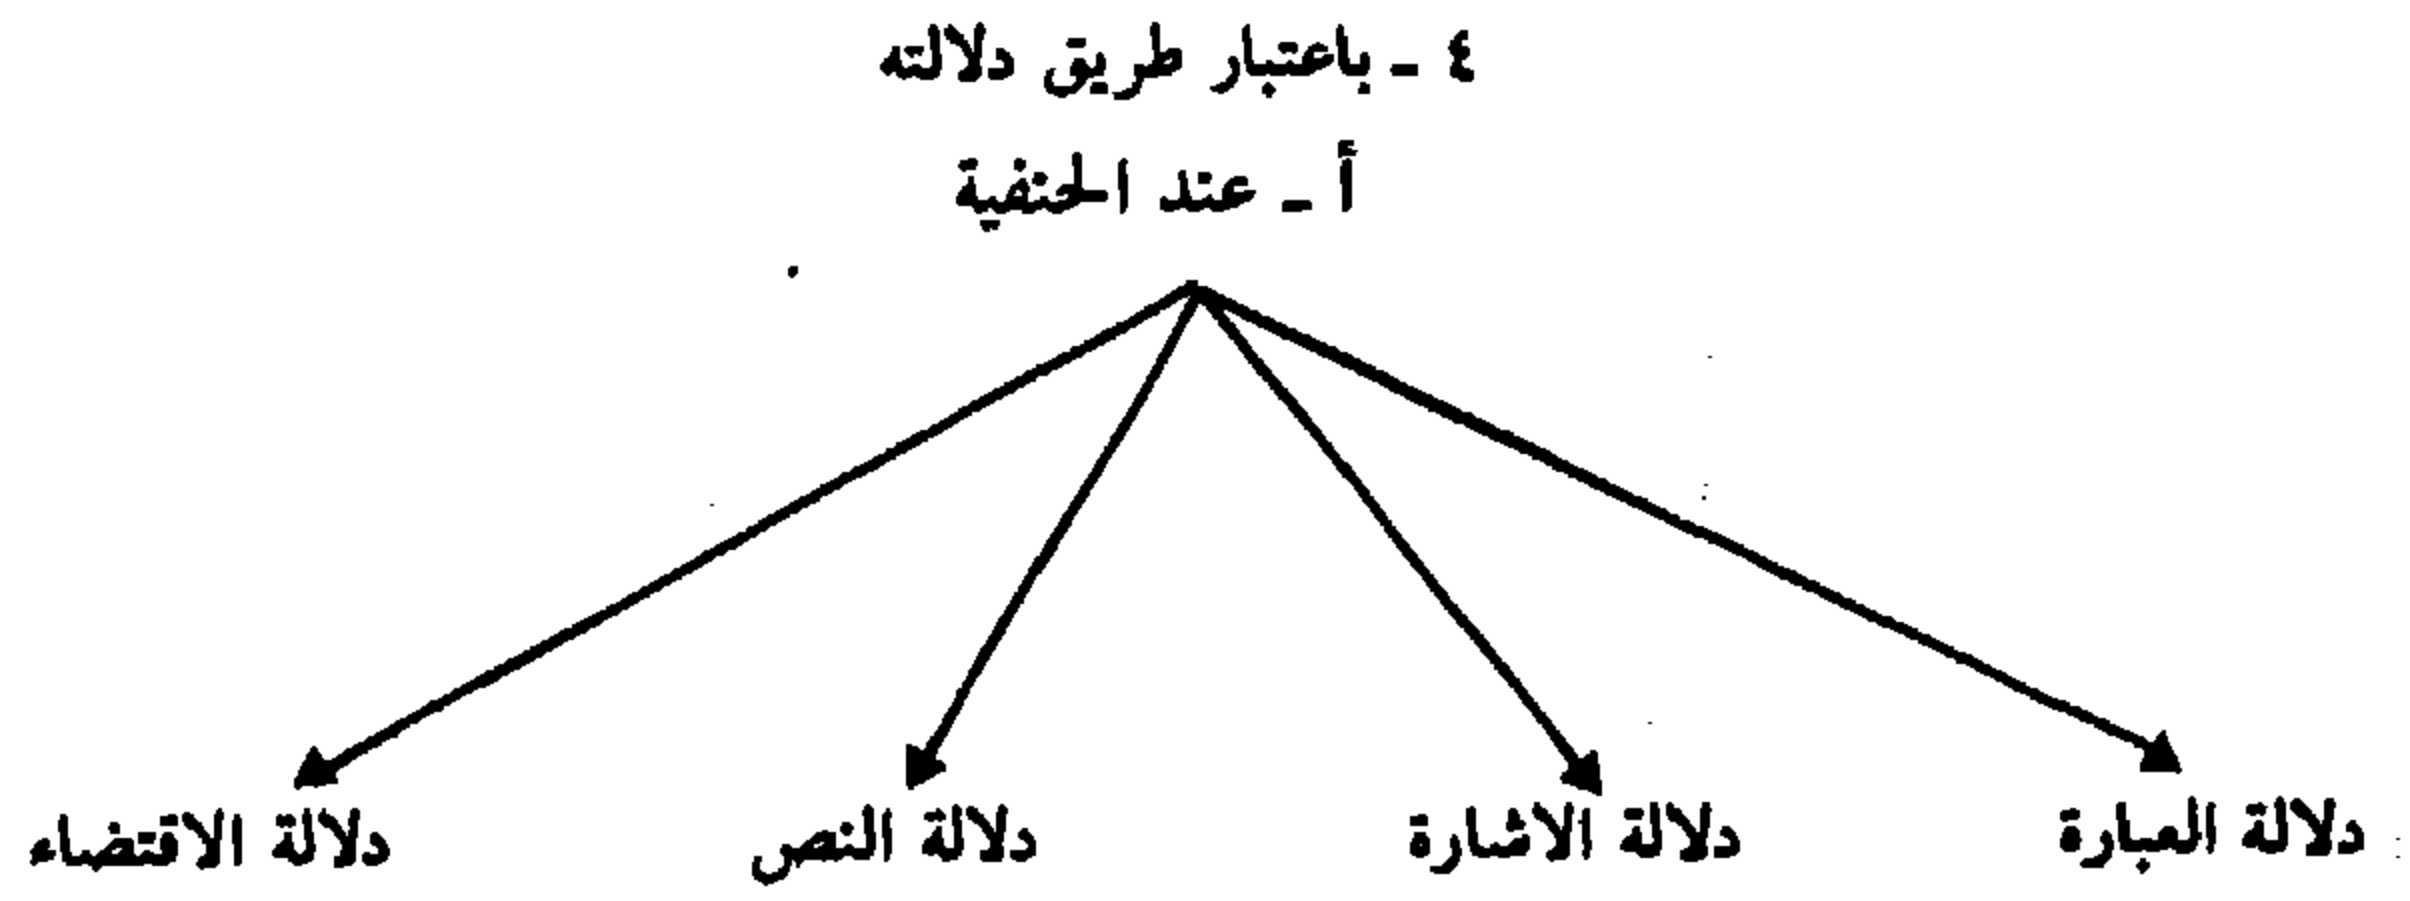 ٤ ـ باعتبار طريق دلالته
أ ـ عند الحنفية
دلالة العبارة
دلالة الاشارة
دلالة النص
دلالة الاقتضاء